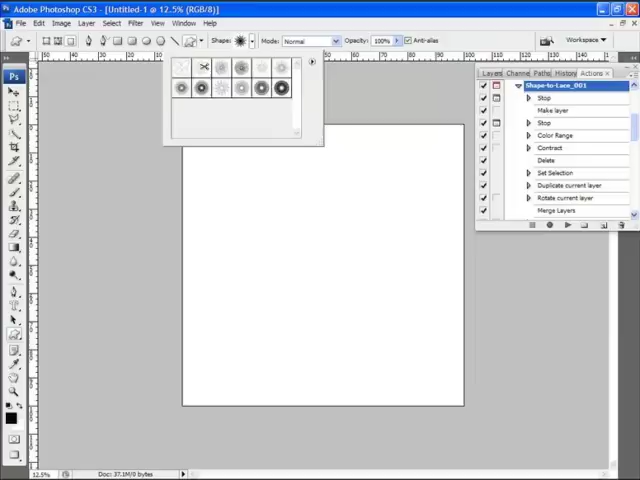 Adobe Photoshop CS3 - [Untitled-1 @ 12.5% (RGB/8)]
File Edit Image Layer Select Filter View Window Help
Shape: Mode: Normal Opacity: 100% Anti-alias Workspace
Ps
Layers Channe Paths History Actions
Shape-to-Lace_001
Stop
Make layer
Stop
Color Range
Contract
Delete
Set Selection
Duplicate current layer
Rotate current layer
Merge Layers
12.5% Doc: 37.1M/0 bytes